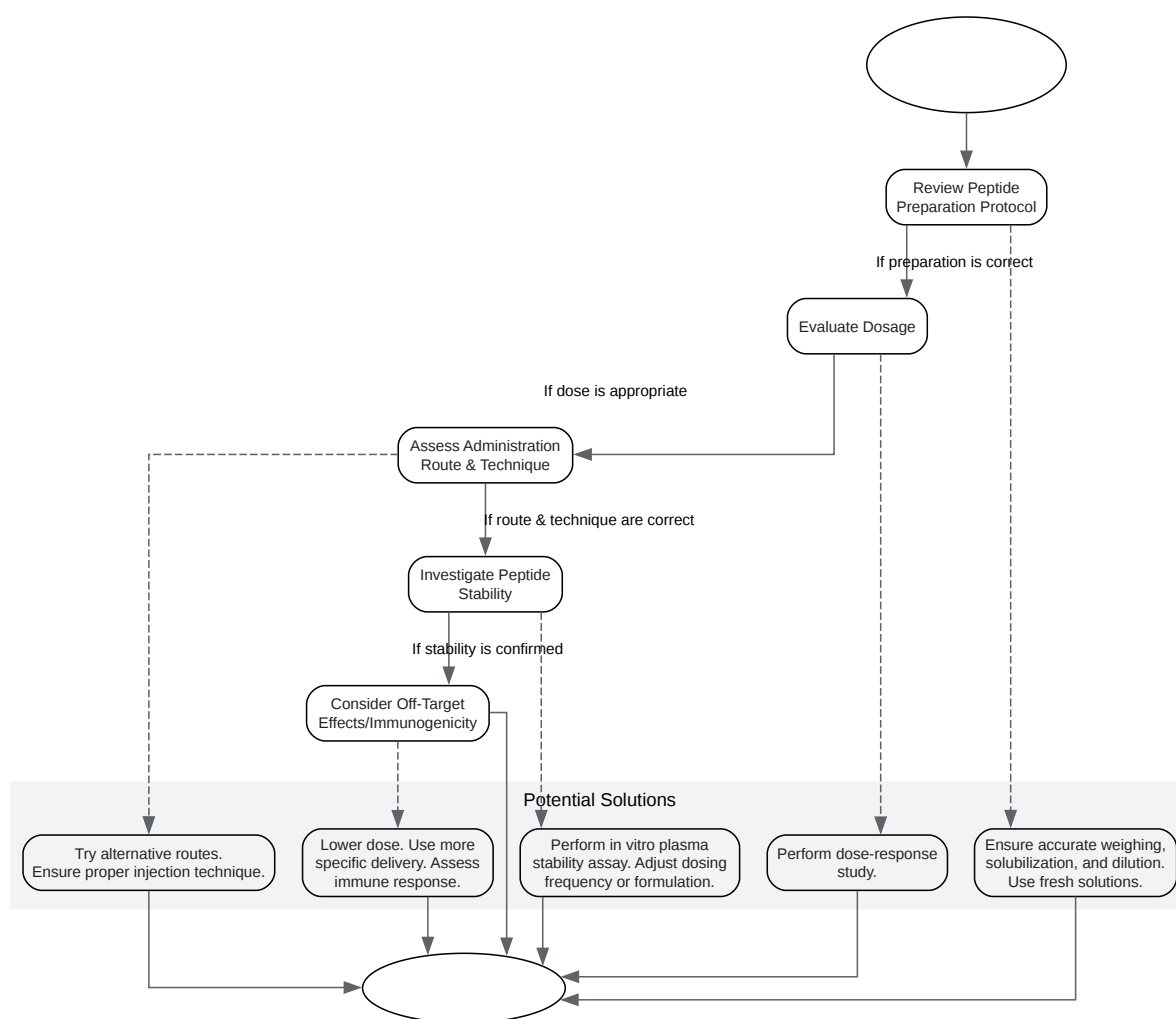 Review Peptide
Preparation Protocol
If preparation is correct
Evaluate Dosage
If dose is appropriate
Assess Administration
Route & Technique
If route & technique are correct
Investigate Peptide
Stability
If stability is confirmed
Consider Off-Target
Effects/Immunogenicity
Potential Solutions
Try alternative routes.
Ensure proper injection technique.
Lower dose. Use more
specific delivery. Assess
immune response.
Perform in vitro plasma
stability assay. Adjust dosing
frequency or formulation.
Perform dose-response
study.
Ensure accurate weighing,
solubilization, and dilution.
Use fresh solutions.